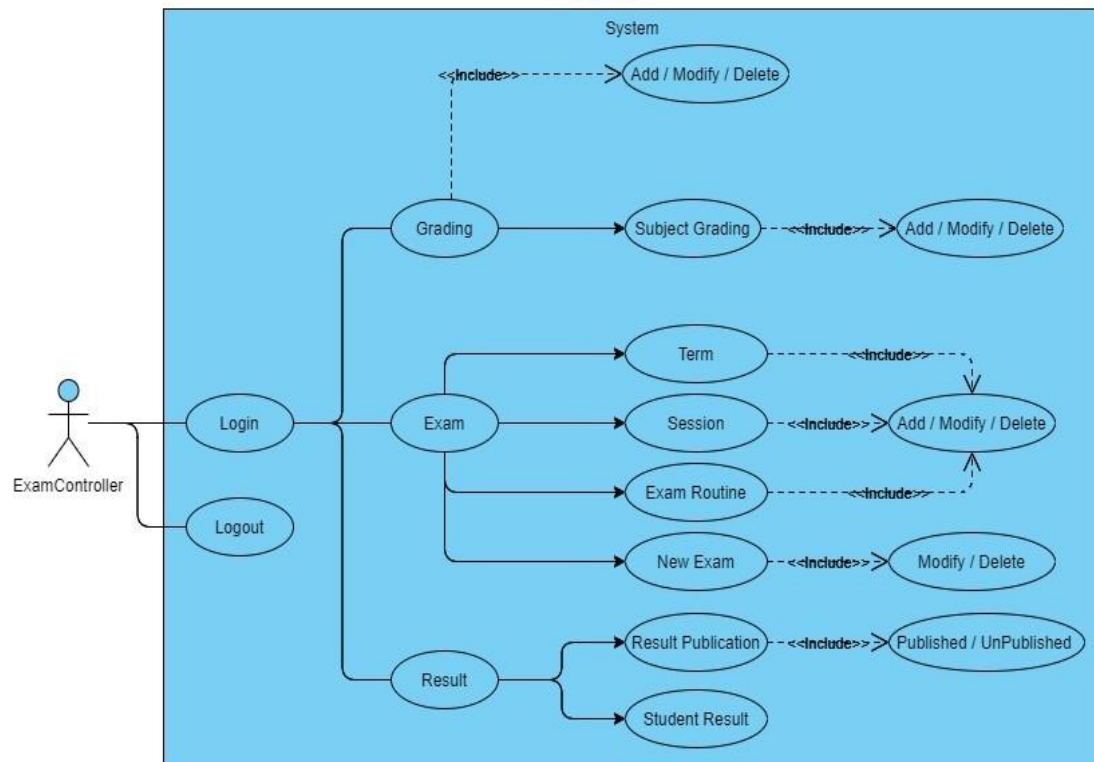 System
<<Include>>
Add / Modify / Delete
Grading
Subject Grading
<<Include>>
Add / Modify / Delete
Term
<<Include>>
Login
Exam
Session
<<Include>>
Add / Modify / Delete
ExamController
Exam Routine
<<Include>>
Logout
New Exam
<<Include>>
Modify / Delete
Result Publication
<<Include>>
Published / UnPublished
Result
Student Result